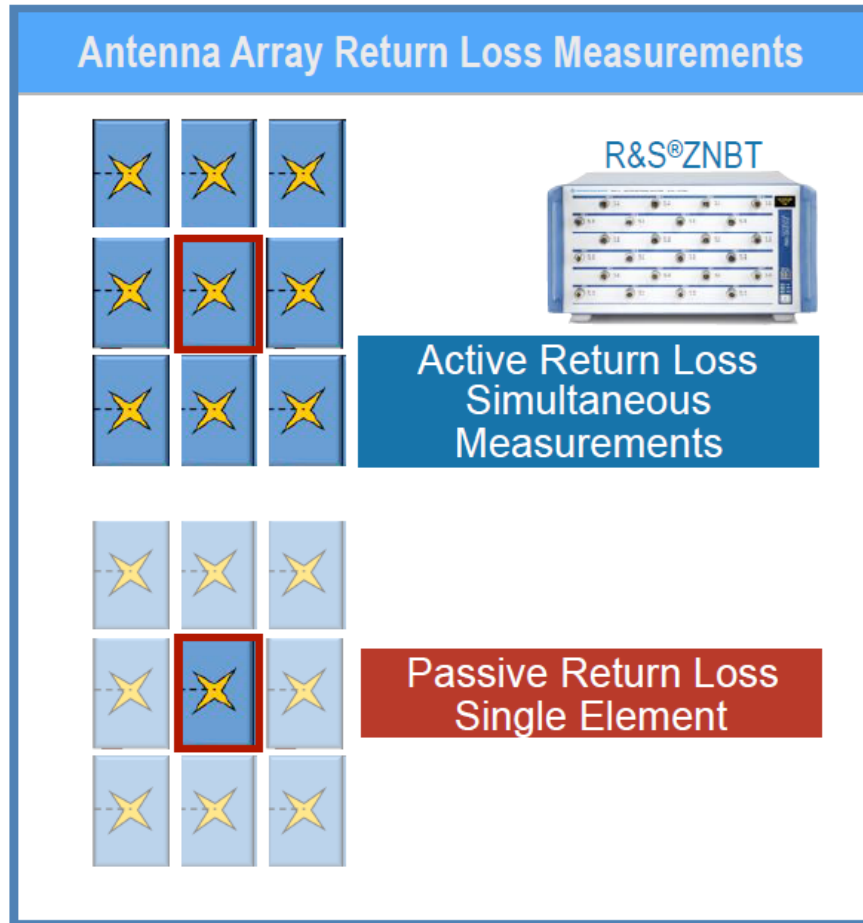 Antenna Array Return Loss Measurements
R&S®ZNBT
Active Return Loss
Simultaneous
Measurements
Passive Return Loss
Single Element